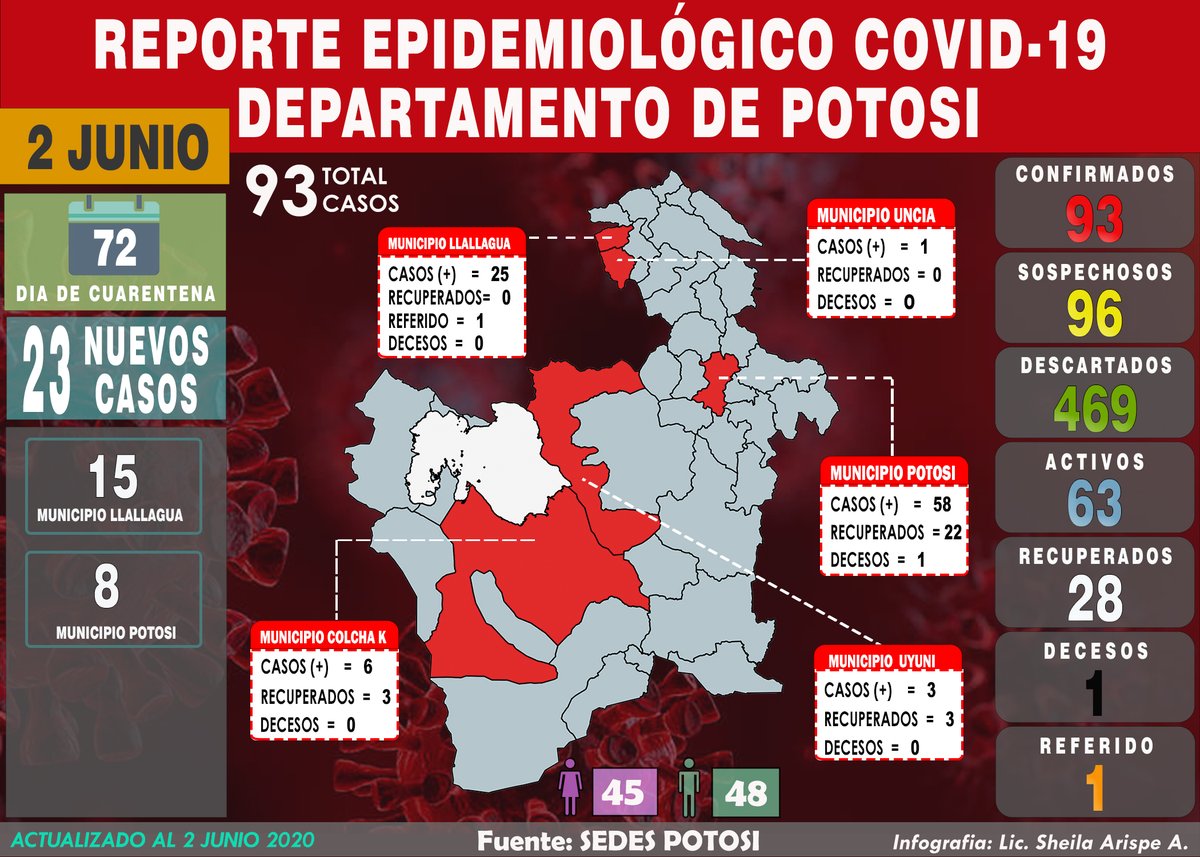 REPORTE EPIDEMIOLÓGICO COVID-19
DEPARTAMENTO DE POTOSI
2 JUNIO
72
DIA DE CUARENTENA
23 NUEVOS
CASOS
15
MUNICIPIO LLALLAGUA
8
MUNICIPIO POTOSI
93 TOTAL
CASOS
MUNICIPIO LLALLAGUA
CASOS (+) = 25
RECUPERADOS= 0
REFERIDO = 1
DECESOS = 0
MUNICIPIO UNCIA
CASOS (+) = 1
RECUPERADOS = 0
DECESOS = 0
MUNICIPIO POTOSI
CASOS (+) = 58
RECUPERADOS = 22
DECESOS = 1
MUNICIPIO COLCHA K
CASOS (+) = 6
RECUPERADOS = 3
DECESOS = 0
MUNICIPIO UYUNI
CASOS (+) = 3
RECUPERADOS = 3
DECESOS = 0
45
48
CONFIRMADOS
93
SOSPECHOSOS
96
DESCARTADOS
469
ACTIVOS
63
RECUPERADOS
28
DECESOS
1
REFERIDO
1
ACTUALIZADO AL 2 JUNIO 2020
Fuente: SEDES POTOSI
Infografia: Lic. Sheila Arispe A.